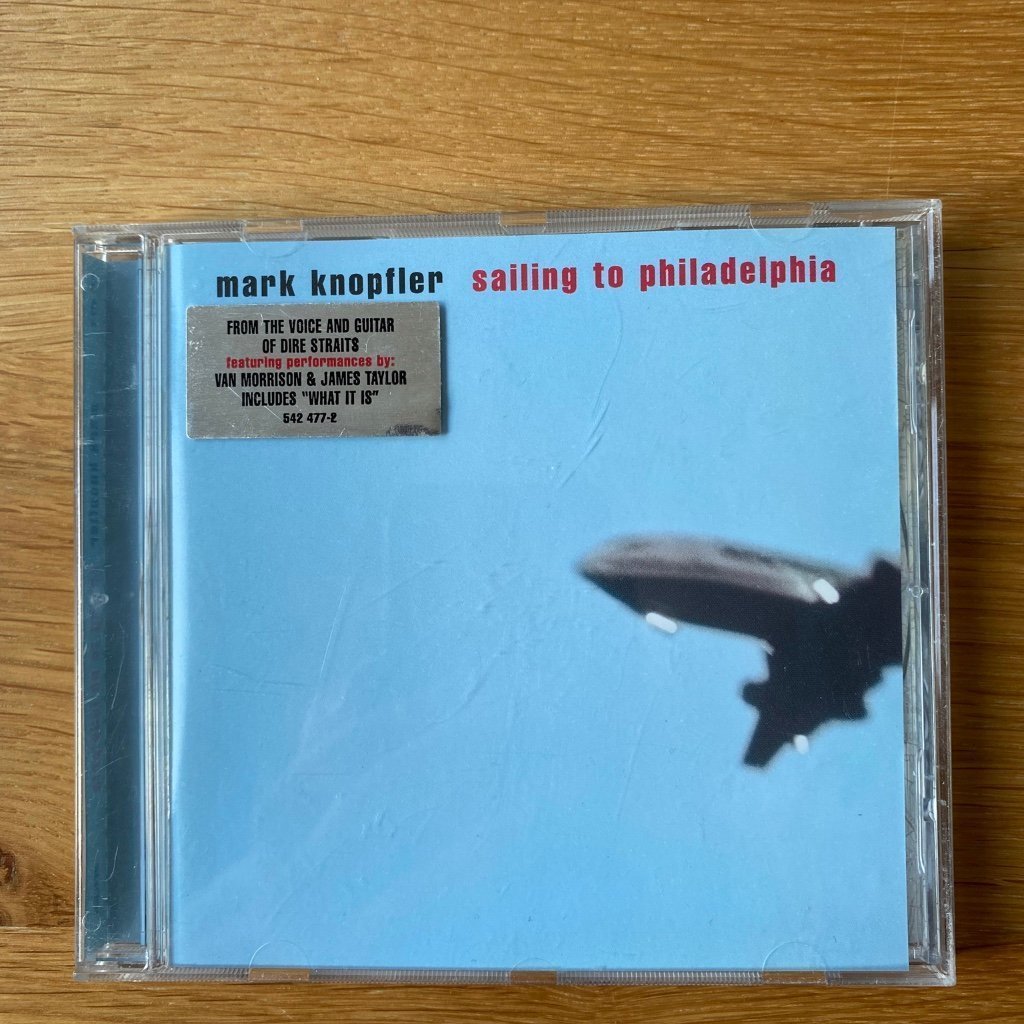 mark knopfler sailing to philadelphia
FROM THE VOICE AND GUITAR
OF DIRE STRAITS
featuring performances by:
VAN MORRISON & JAMES TAYLOR
INCLUDES "WHAT IT IS"
542 477-2